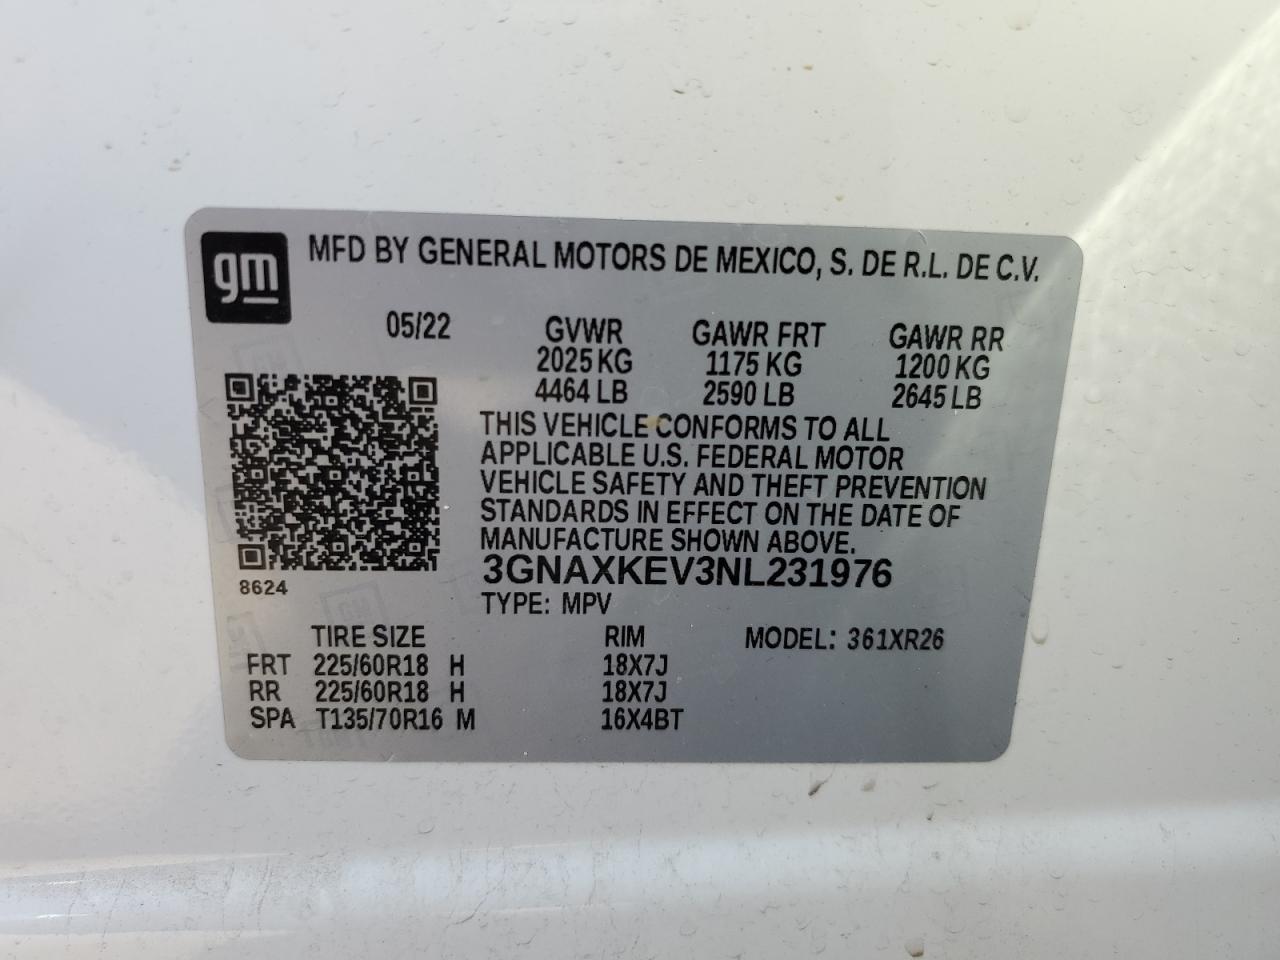 gm
MFD BY GENERAL MOTORS DE MEXICO, S. DE R.L. DE C.V.
05/22 GVWR GAWR FRT GAWR RR
2025 KG 1175 KG 1200 KG
4464 LB 2590 LB 2645 LB
THIS VEHICLE CONFORMS TO ALL
APPLICABLE U.S. FEDERAL MOTOR
VEHICLE SAFETY AND THEFT PREVENTION
STANDARDS IN EFFECT ON THE DATE OF
MANUFACTURE SHOWN ABOVE.
3GNAXKEV3NL231976
8624
TYPE: MPV
TIRE SIZE RIM MODEL: 361XR26
FRT 225/60R18 H 18X7J
RR 225/60R18 H 18X7J
SPA T135/70R16 M 16X4BT